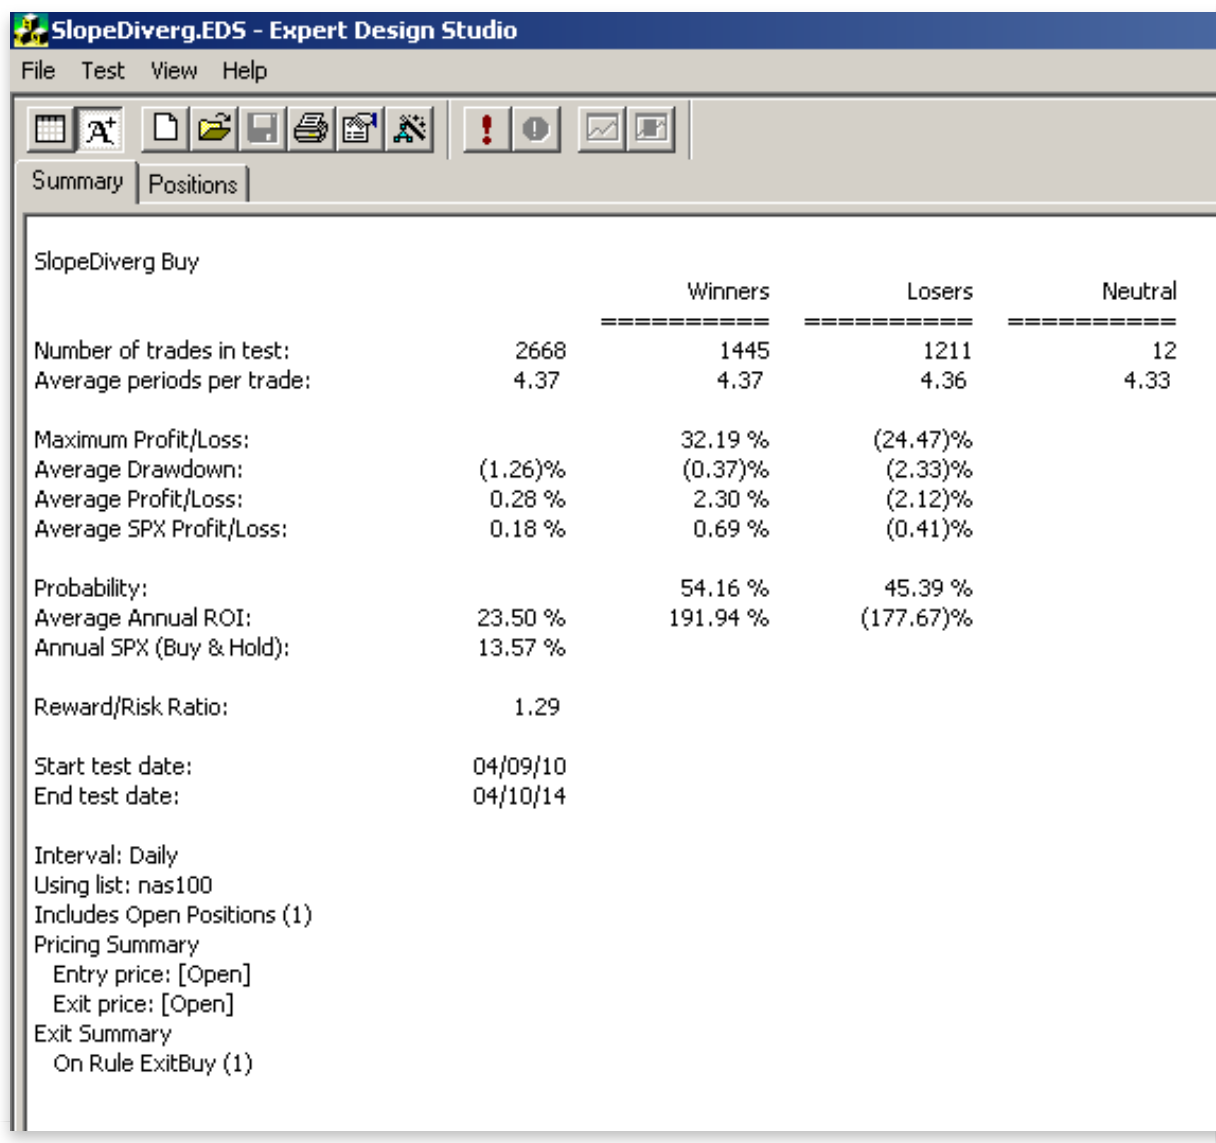 SlopeDiverg.EDS - Expert Design Studio
File Test View Help
A+
Summary Positions
SlopeDiverg Buy
Winners Losers Neutral
========== ========== ==========
Number of trades in test: 2668 1445 1211 12
Average periods per trade: 4.37 4.37 4.36 4.33
Maximum Profit/Loss: 32.19 % (24.47)%
Average Drawdown: (1.26)% (0.37)% (2.33)%
Average Profit/Loss: 0.28 % 2.30 % (2.12)%
Average SPX Profit/Loss: 0.18 % 0.69 % (0.41)%
Probability: 54.16 % 45.39 %
Average Annual ROI: 23.50 % 191.94 % (177.67)%
Annual SPX (Buy & Hold): 13.57 %
Reward/Risk Ratio: 1.29
Start test date: 04/09/10
End test date: 04/10/14
Interval: Daily
Using list: nas100
Includes Open Positions (1)
Pricing Summary
Entry price: [Open]
Exit price: [Open]
Exit Summary
On Rule ExitBuy (1)